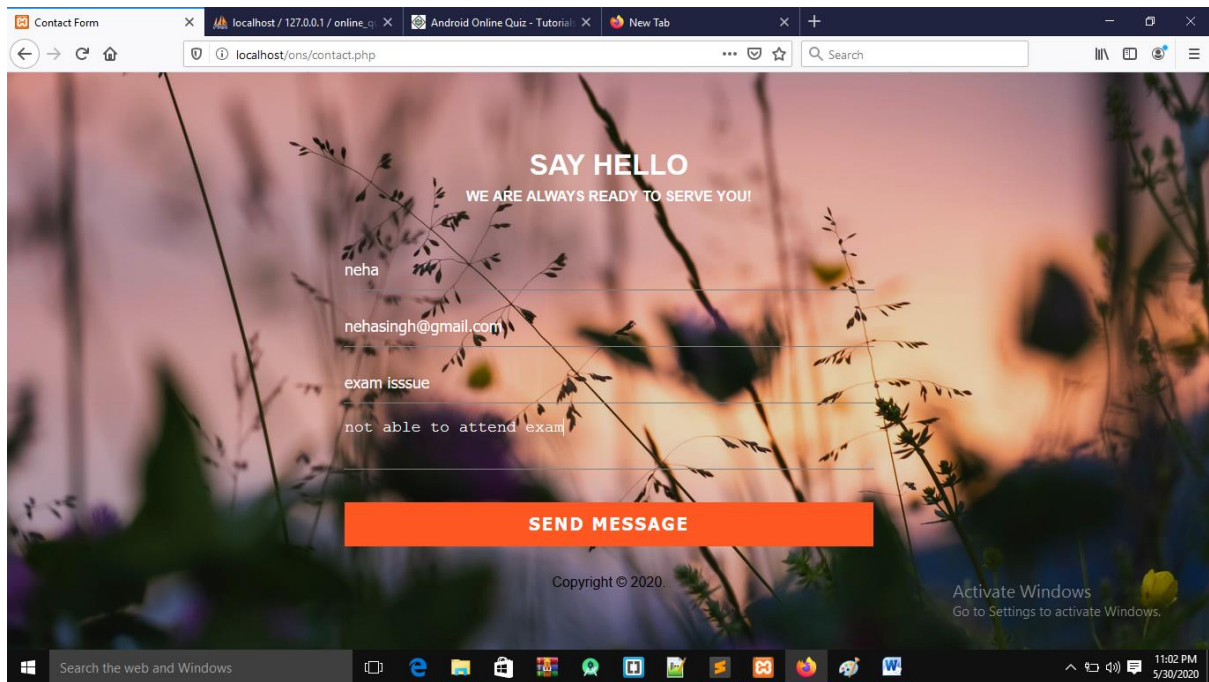 Contact Form
localhost / 127.0.0.1 / online_q
Android Online Quiz - Tutorials
New Tab
localhost/ons/contact.php
Search
SAY HELLO
WE ARE ALWAYS READY TO SERVE YOU!
neha
nehasingh@gmail.com
exam isssue
not able to attend exam
SEND MESSAGE
Copyright © 2020.
Activate Windows
Go to Settings to activate Windows.
Search the web and Windows
11:02 PM
5/30/2020